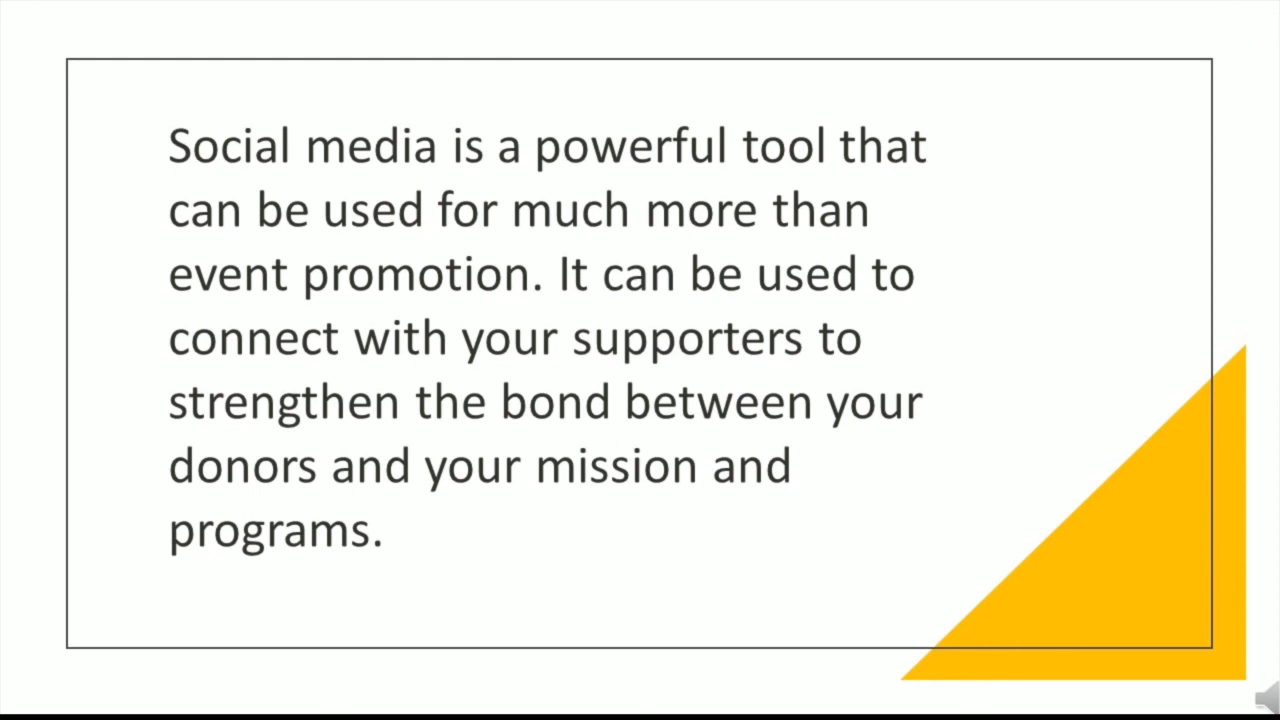 Social media is a powerful tool that
can be used for much more than
event promotion. It can be used to
connect with your supporters to
strengthen the bond between your
donors and your mission and
programs.